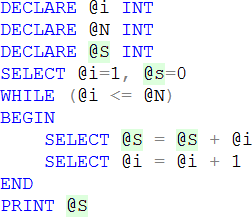 DECLARE @i INT
DECLARE @N INT
DECLARE @S INT
SELECT @i=1, @s=0
WHILE (@i <= @N)
BEGIN
    SELECT @S = @S + @i
    SELECT @i = @i + 1
END
PRINT @S